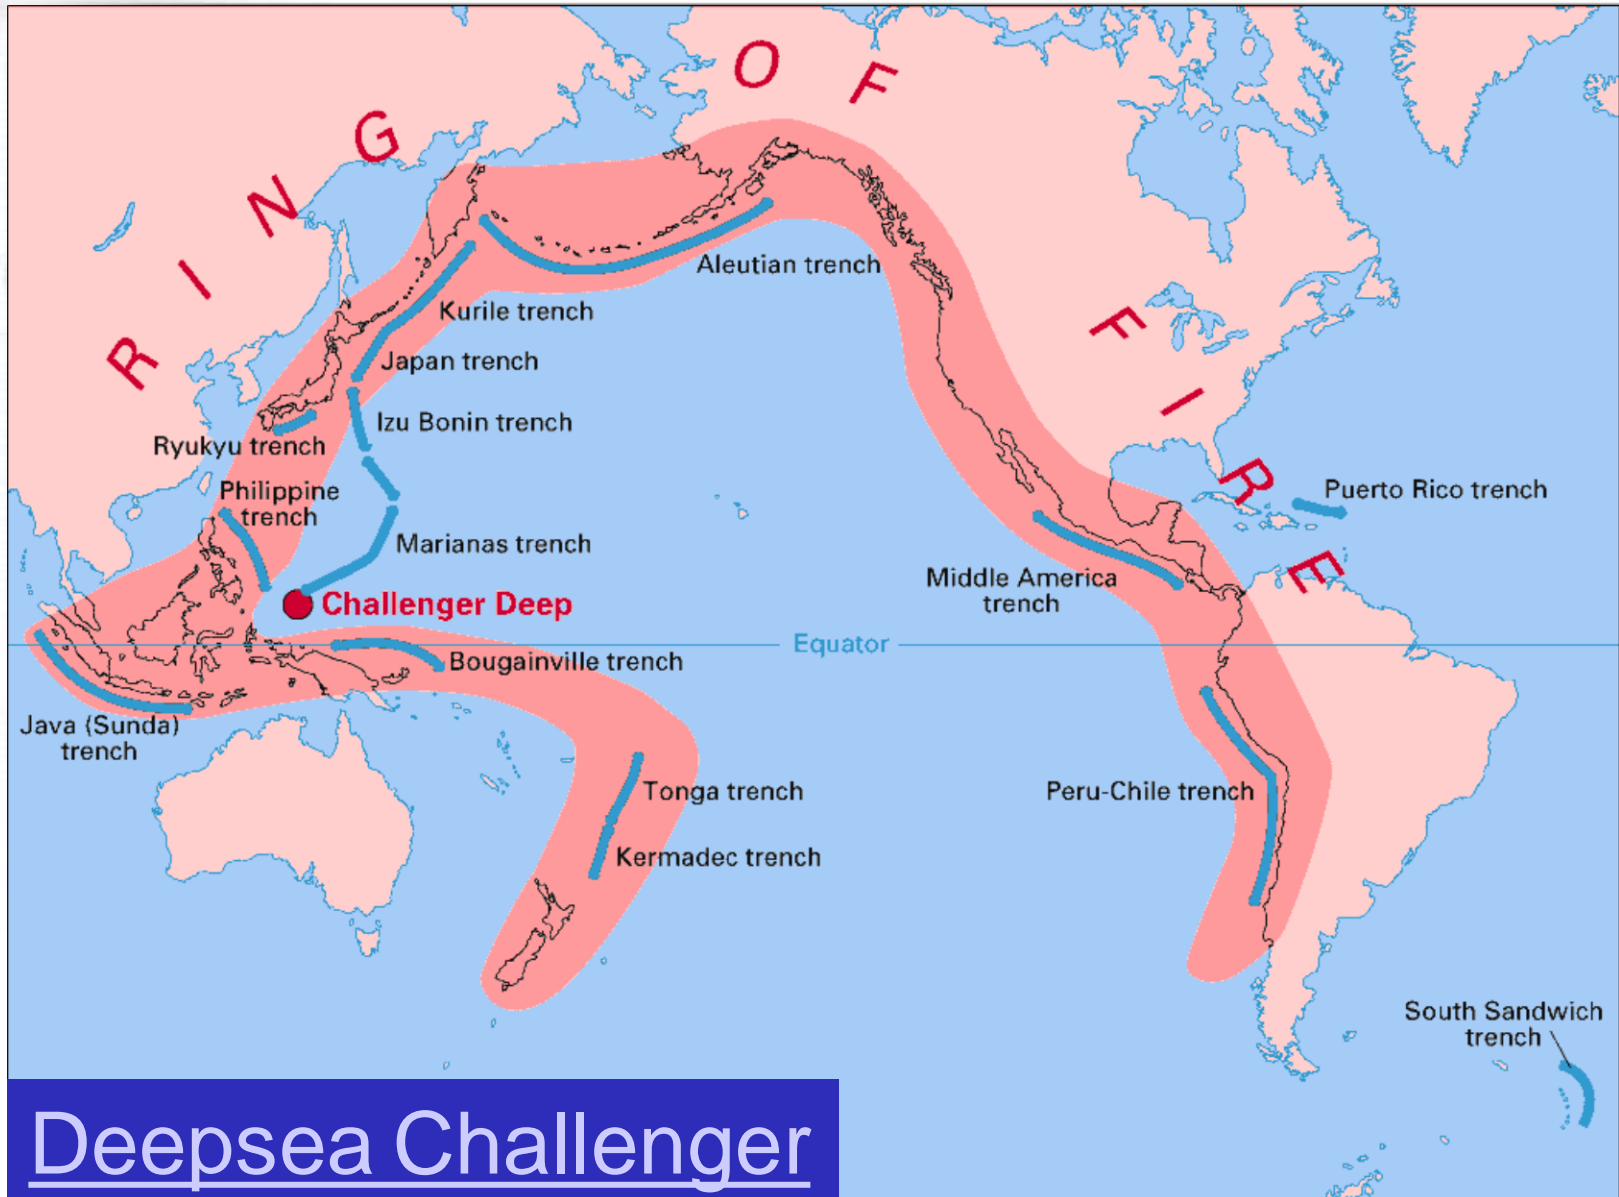 RING OF FIRE
Aleutian trench
Kurile trench
Japan trench
Izu Bonin trench
Ryukyu trench
Philippine
trench
Marianas trench
Challenger Deep
Puerto Rico trench
Middle America
trench
Equator
Bougainville trench
Java (Sunda)
trench
Tonga trench
Peru-Chile trench
Kermadec trench
South Sandwich
trench
Deepsea Challenger